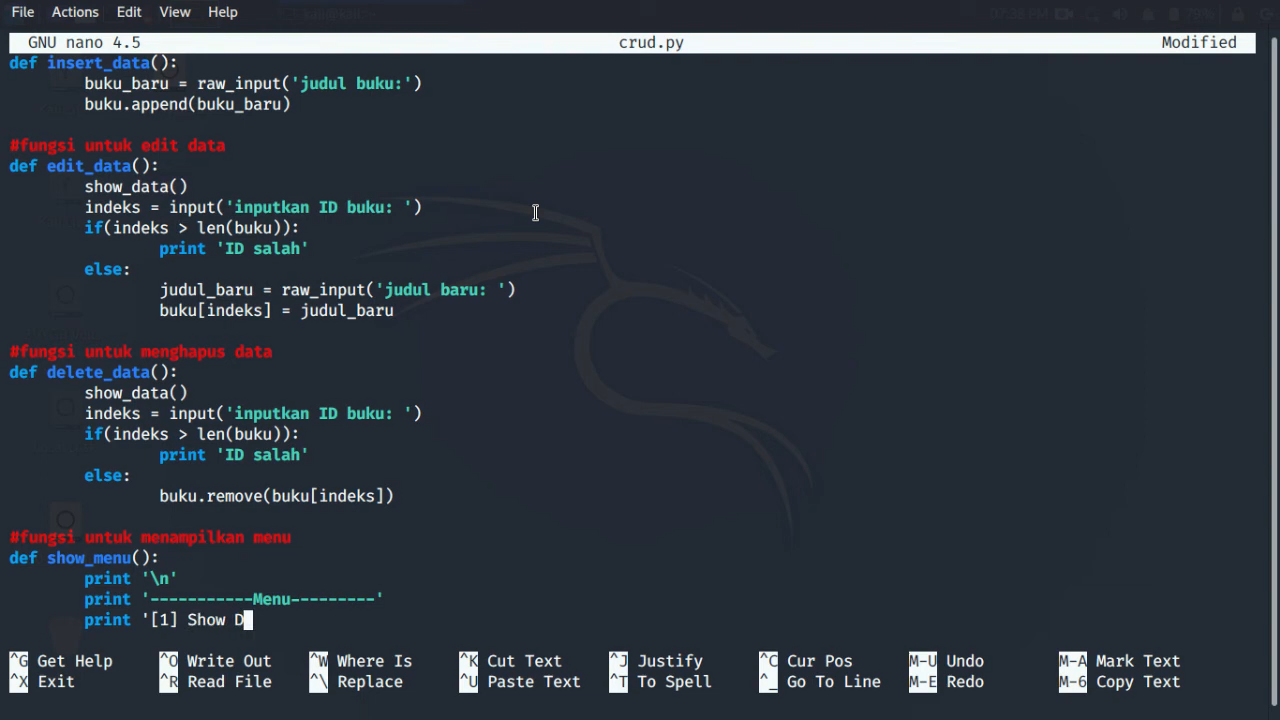 File Actions Edit View Help
GNU nano 4.5 crud.py Modified
def insert_data():
buku_baru = raw_input('judul buku:')
buku.append(buku_baru)
#fungsi untuk edit data
def edit_data():
show_data()
indeks = input('inputkan ID buku: ')
if(indeks > len(buku)):
print 'ID salah'
else:
judul_baru = raw_input('judul baru: ')
buku[indeks] = judul_baru
#fungsi untuk menghapus data
def delete_data():
show_data()
indeks = input('inputkan ID buku: ')
if(indeks > len(buku)):
print 'ID salah'
else:
buku.remove(buku[indeks])
#fungsi untuk menampilkan menu
def show_menu():
print '\n'
print '-----------Menu---------'
print '[1] Show D
^G Get Help ^O Write Out ^W Where Is ^K Cut Text ^J Justify ^C Cur Pos M-U Undo M-A Mark Text
^X Exit ^R Read File ^\ Replace ^U Paste Text ^T To Spell ^_ Go To Line M-E Redo M-6 Copy Text